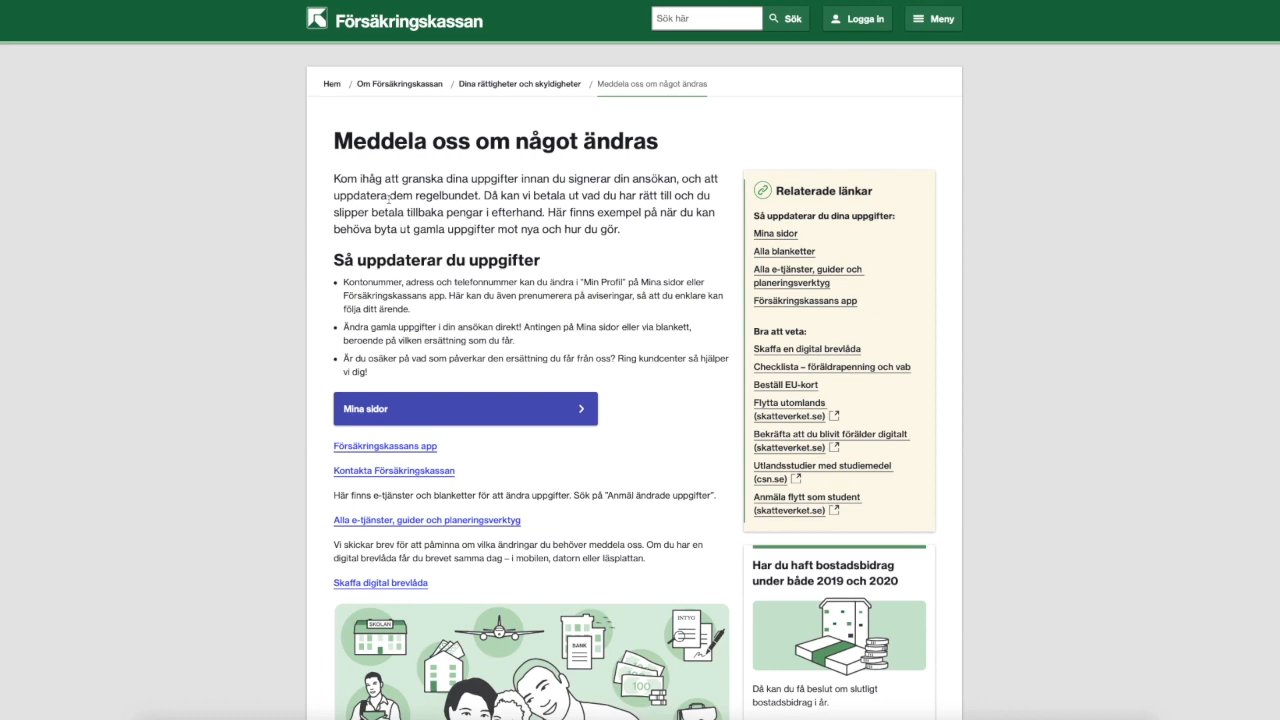 Försäkringskassan
Sök här
Sök
Logga in
Meny
Hem / Om Försäkringskassan / Dina rättigheter och skyldigheter / Meddela oss om något ändras
Meddela oss om något ändras
Kom ihåg att granska dina uppgifter innan du signerar din ansökan, och att
uppdatera dem regelbundet. Då kan vi betala ut vad du har rätt till och du
slipper betala tillbaka pengar i efterhand. Här finns exempel på när du kan
behöva byta ut gamla uppgifter mot nya och hur du gör.
Så uppdaterar du uppgifter
• Kontonummer, adress och telefonnummer kan du ändra i ”Min Profil” på Mina sidor eller
Försäkringskassans app. Här kan du även prenumerera på aviseringar, så att du enklare kan
följa ditt ärende.
• Ändra gamla uppgifter i din ansökan direkt! Antingen på Mina sidor eller via blankett,
beroende på vilken ersättning som du får.
• Är du osäker på vad som påverkar den ersättning du får från oss? Ring kundcenter så hjälper
vi dig!
Mina sidor
Försäkringskassans app
Kontakta Försäkringskassan
Här finns e-tjänster och blanketter för att ändra uppgifter. Sök på ”Anmäl ändrade uppgifter”.
Alla e-tjänster, guider och planeringsverktyg
Vi skickar brev för att påminna om vilka ändringar du behöver meddela oss. Om du har en
digital brevlåda får du brevet samma dag – i mobilen, datorn eller läsplattan.
Skaffa digital brevlåda
SKOLAN
BANK
INTYG
100
Relaterade länkar
Så uppdaterar du dina uppgifter:
Mina sidor
Alla blanketter
Alla e-tjänster, guider och
planeringsverktyg
Försäkringskassans app
Bra att veta:
Skaffa en digital brevlåda
Checklista – föräldrapenning och vab
Beställ EU-kort
Flytta utomlands
(skatteverket.se)
Bekräfta att du blivit förälder digitalt
(skatteverket.se)
Utlandsstudier med studiemedel
(csn.se)
Anmäla flytt som student
(skatteverket.se)
Har du haft bostadsbidrag
under både 2019 och 2020
Då kan du få beslut om slutligt
bostadsbidrag i år.